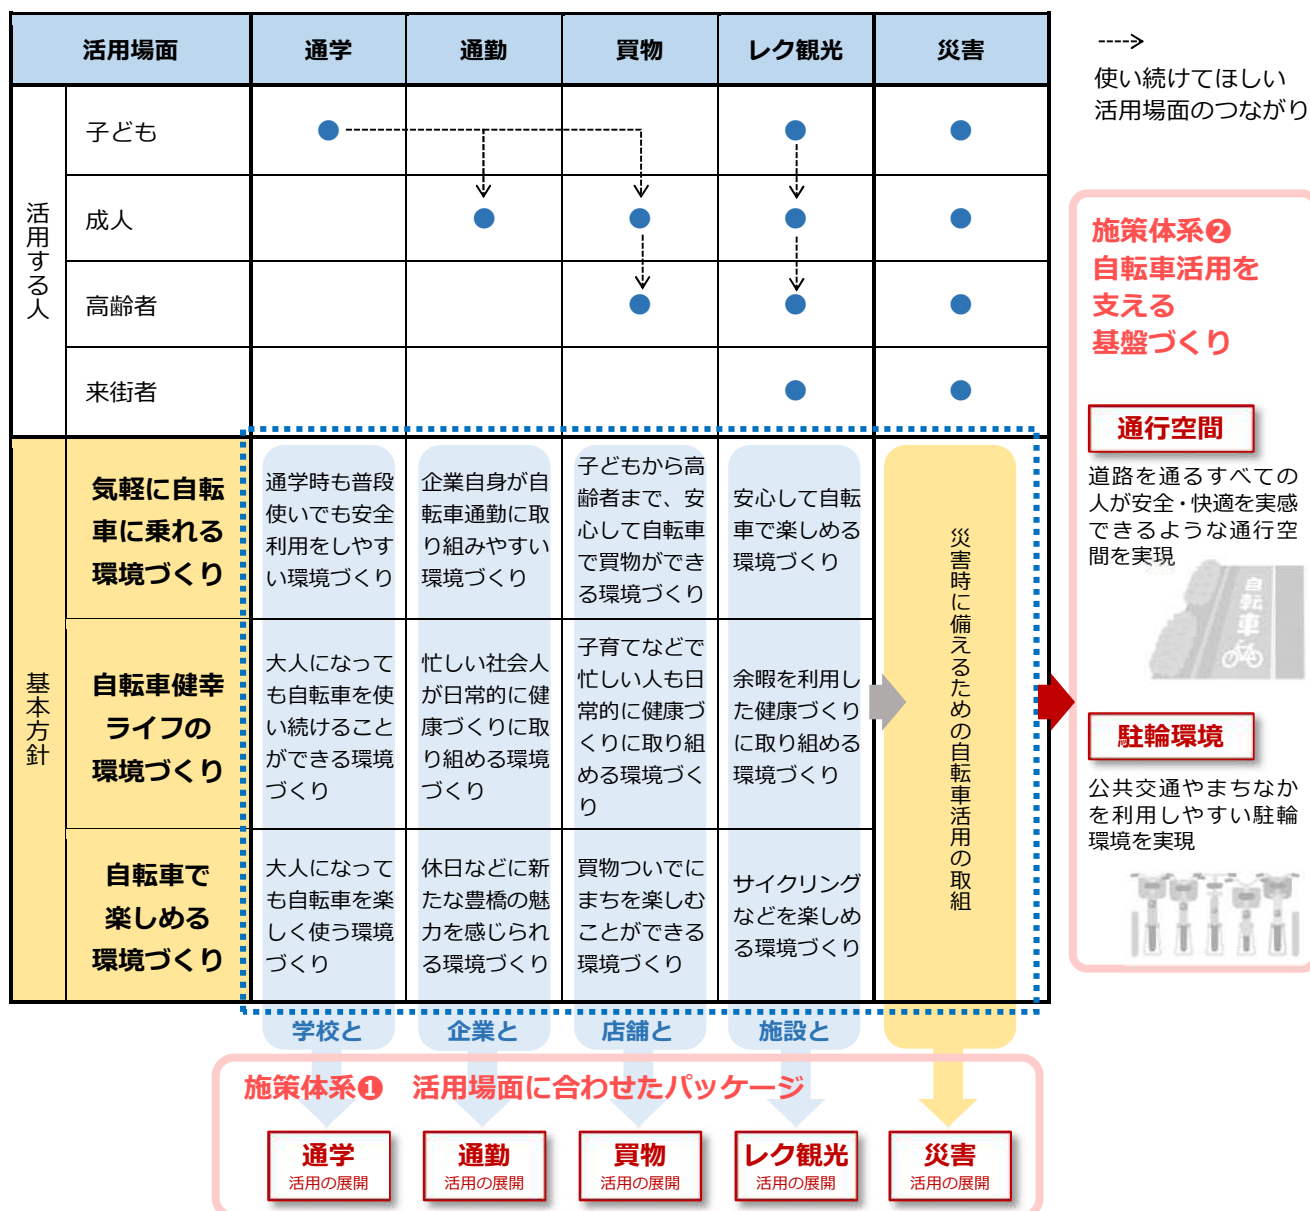 活用場面
通学
通勤
買物
レク観光
災害
使い続けてほしい
活用場面のつながり
活用する人
子ども
成人
高齢者
来街者
基本方針
気軽に自転
車に乗れる
環境づくり
通学時も普段
使いでも安全
利用をしやす
い環境づくり
企業自身が自
転車通勤に取
り組みやすい
環境づくり
子どもから高
齢者まで、安
心して自転車
で買物ができ
る環境づくり
安心して自転
車で楽しめる
環境づくり
災害時に備えるための自転車活用の取組
自転車健幸
ライフの
環境づくり
大人になって
も自転車を使
い続けること
ができる環境
づくり
忙しい社会人
が日常的に健
康づくりに取
り組める環境
づくり
子育てなどで
忙しい人も日
常的に健康づ
くりに取り組
める環境づく
り
余暇を利用し
た健康づくり
に取り組める
環境づくり
自転車で
楽しめる
環境づくり
大人になって
も自転車を楽
しく使う環境
づくり
休日などに新
たな豊橋の魅
力を感じられ
る環境づくり
買物ついでに
まちを楽しむ
ことができる
環境づくり
サイクリング
などを楽しめ
る環境づくり
学校と
企業と
店舗と
施設と
施策体系❶ 活用場面に合わせたパッケージ
通学
活用の展開
通勤
活用の展開
買物
活用の展開
レク観光
活用の展開
災害
活用の展開
施策体系❷
自転車活用を
支える
基盤づくり
通行空間
道路を通るすべての
人が安全・快適を実感
できるような通行空
間を実現
自転車
駐輪環境
公共交通やまちなか
を利用しやすい駐輪
環境を実現